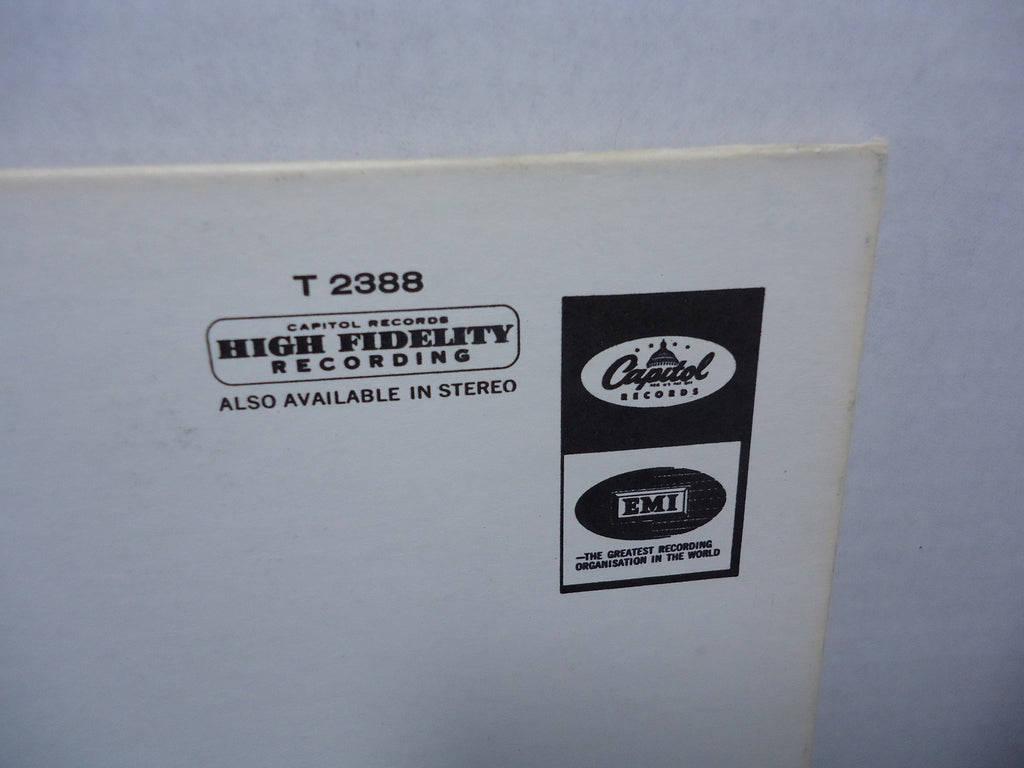 T 2388
CAPITOL RECORDS
HIGH FIDELITY
RECORDING
ALSO AVAILABLE IN STEREO
Capitol
RECORDS
EMI
—THE GREATEST RECORDING
ORGANISATION IN THE WORLD